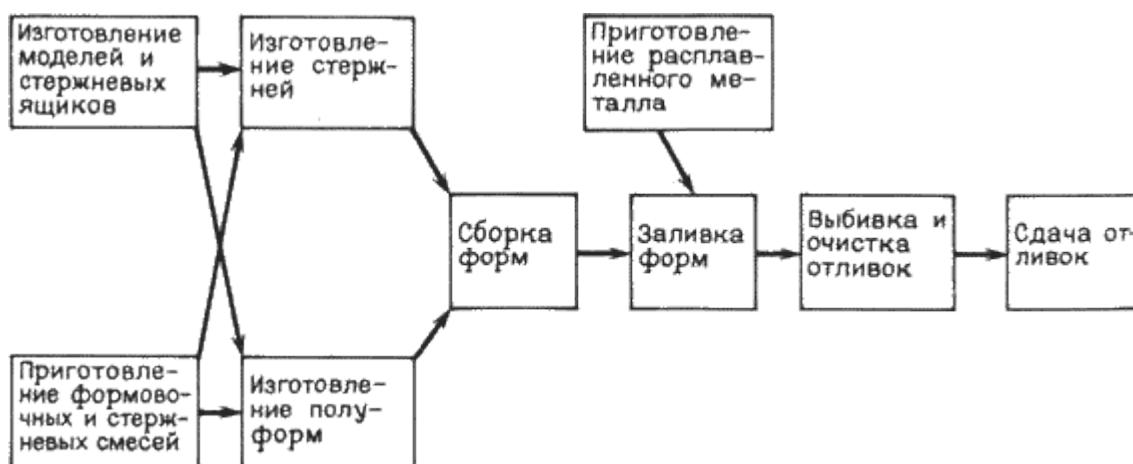 Изготовление
моделей и
стержневых
ящиков
Изготовле-
ние стерж-
ней
Приготовле-
ние расплав-
ленного ме-
талла
Сборка
форм
Заливка
форм
Выбивка и
очистка
отливок
Сдача от-
ливок
Приготовле-
ние формово-
чных и стерж-
невых смесей
Изготовле-
ние полу-
форм